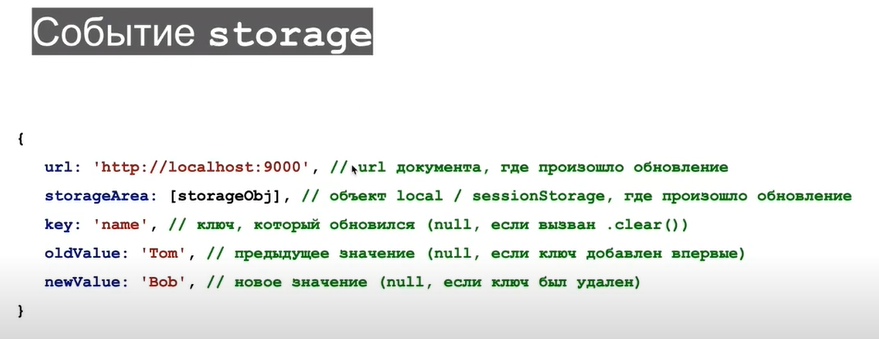 Событие storage
{
url: 'http://localhost:9000', // url документа, где произошло обновление
storageArea: [storageObj], // объект local / sessionStorage, где произошло обновление
key: 'name', // ключ, который обновился (null, если вызван .clear())
oldValue: 'Tom', // предыдущее значение (null, если ключ добавлен впервые)
newValue: 'Bob', // новое значение (null, если ключ был удален)
}